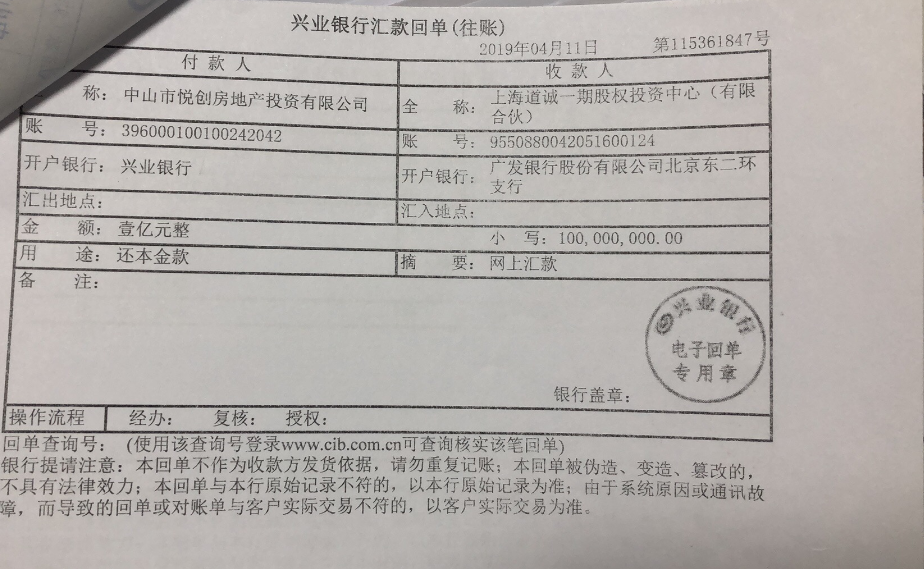 兴业银行汇款回单(往账)
2019年04月11日 第115361847号
付款人 收款人
称：中山市悦创房地产投资有限公司 全 称：上海道诚一期股权投资中心（有限
合伙）
账 号：396000100100242042 账 号：9550880042051600124
开户银行：兴业银行 开户银行：广发银行股份有限公司北京东二环
支行
汇出地点： 汇入地点：
金 额：壹亿元整 小 写：100,000,000.00
用 途：还本金款 摘 要：网上汇款
备 注：
兴业银行
电子回单
专用章
银行盖章：
操作流程 经办： 复核： 授权：
回单查询号：（使用该查询号登录www.cib.com.cn可查询核实该笔回单)
银行提请注意：本回单不作为收款方发货依据，请勿重复记账；本回单被伪造、变造、篡改的，
不具有法律效力；本回单与本行原始记录不符的，以本行原始记录为准；由于系统原因或通讯故
障，而导致的回单或对账单与客户实际交易不符的，以客户实际交易为准。